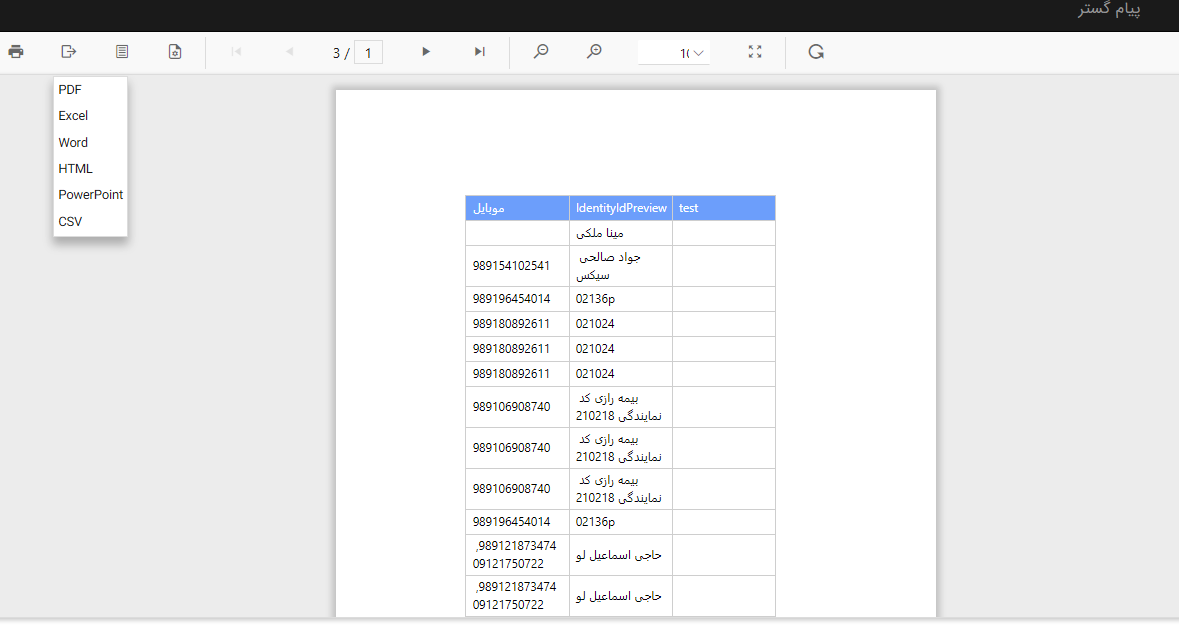 پیام گستر
3 / 1
10
PDF
Excel
Word
HTML
PowerPoint
CSV
موبایل IdentityIdPreview test
مینا ملکی
989154102541 جواد صالحی
سیکس
989196454014 02136p
989180892611 021024
989180892611 021024
989180892611 021024
989106908740 بیمه رازی کد
نمایندگی 210218
989106908740 بیمه رازی کد
نمایندگی 210218
989106908740 بیمه رازی کد
نمایندگی 210218
989196454014 02136p
,989121873474
09121750722 حاجی اسماعیل لو
,989121873474
09121750722 حاجی اسماعیل لو